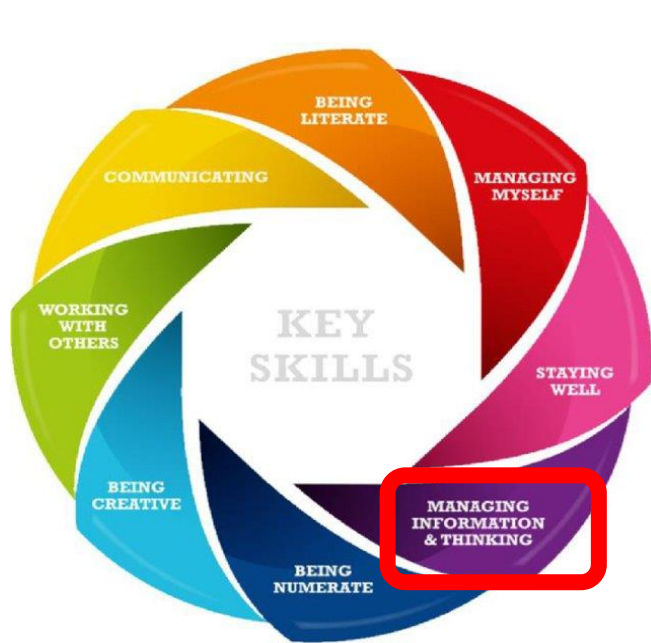 BEING
LITERATE
MANAGING
MYSELF
STAYING
WELL
MANAGING
INFORMATION
& THINKING
BEING
NUMERATE
BEING
CREATIVE
WORKING
WITH
OTHERS
COMMUNICATING
KEY
SKILLS